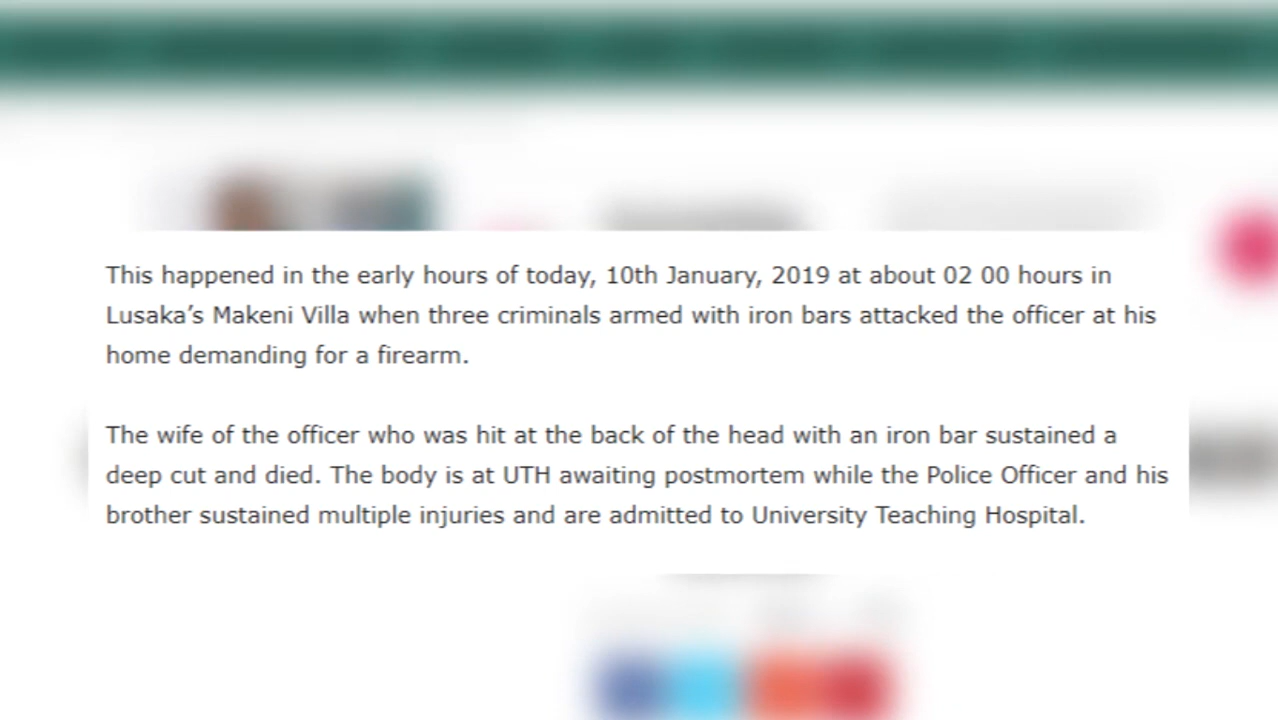 This happened in the early hours of today, 10th January, 2019 at about 02 00 hours in
Lusaka’s Makeni Villa when three criminals armed with iron bars attacked the officer at his
home demanding for a firearm.
The wife of the officer who was hit at the back of the head with an iron bar sustained a
deep cut and died. The body is at UTH awaiting postmortem while the Police Officer and his
brother sustained multiple injuries and are admitted to University Teaching Hospital.